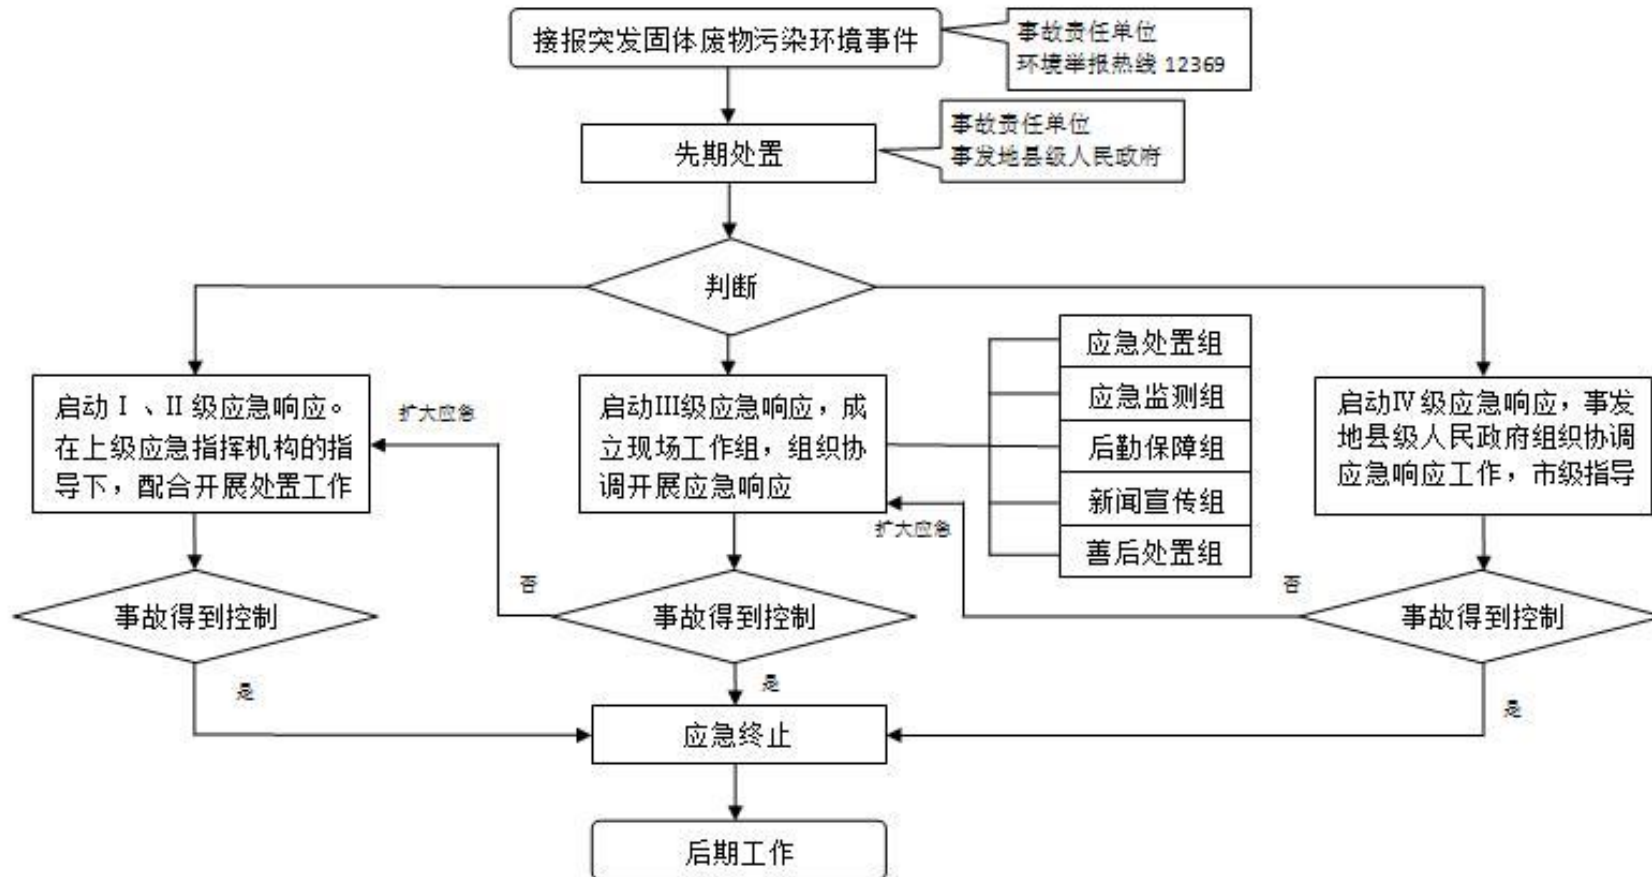 接报突发固体废物污染环境事件
事故责任单位
环境举报热线 12369
先期处置
事故责任单位
事发地县级人民政府
判断
启动Ⅰ、II 级应急响应。
在上级应急指挥机构的指
导下，配合开展处置工作
扩大应急
启动III级应急响应，成
立现场工作组，组织协
调开展应急响应
应急处置组
应急监测组
后勤保障组
新闻宣传组
善后处置组
扩大应急
启动Ⅳ级应急响应，事发
地县级人民政府组织协调
应急响应工作，市级指导
事故得到控制
否
事故得到控制
否
事故得到控制
是
是
是
应急终止
后期工作